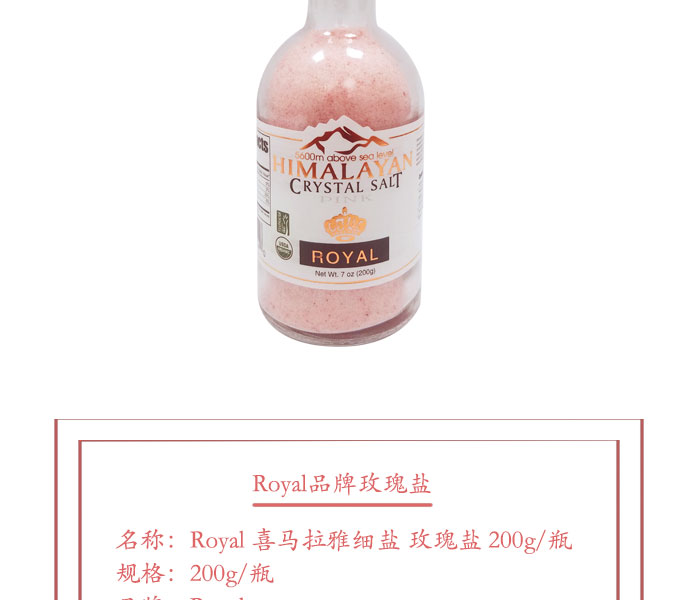 5600m above sea level
HIMALAYAN
CRYSTAL SALT
PINK
USDA
ROYAL
Net Wt. 7 oz (200g)
Royal品牌玫瑰盐
名称：Royal 喜马拉雅细盐 玫瑰盐 200g/瓶
规格：200g/瓶